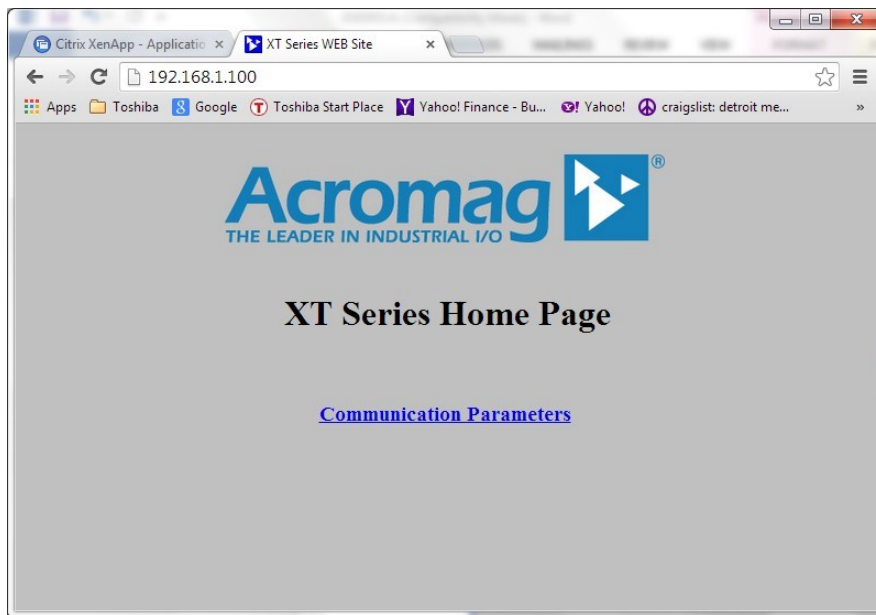 Citrix XenApp - Applicatio
XT Series WEB Site
192.168.1.100
Apps Toshiba Google Toshiba Start Place Yahoo! Finance - Bu... Yahoo! craigslist: detroit me... »
Acromag ®
THE LEADER IN INDUSTRIAL I/O
XT Series Home Page
Communication Parameters